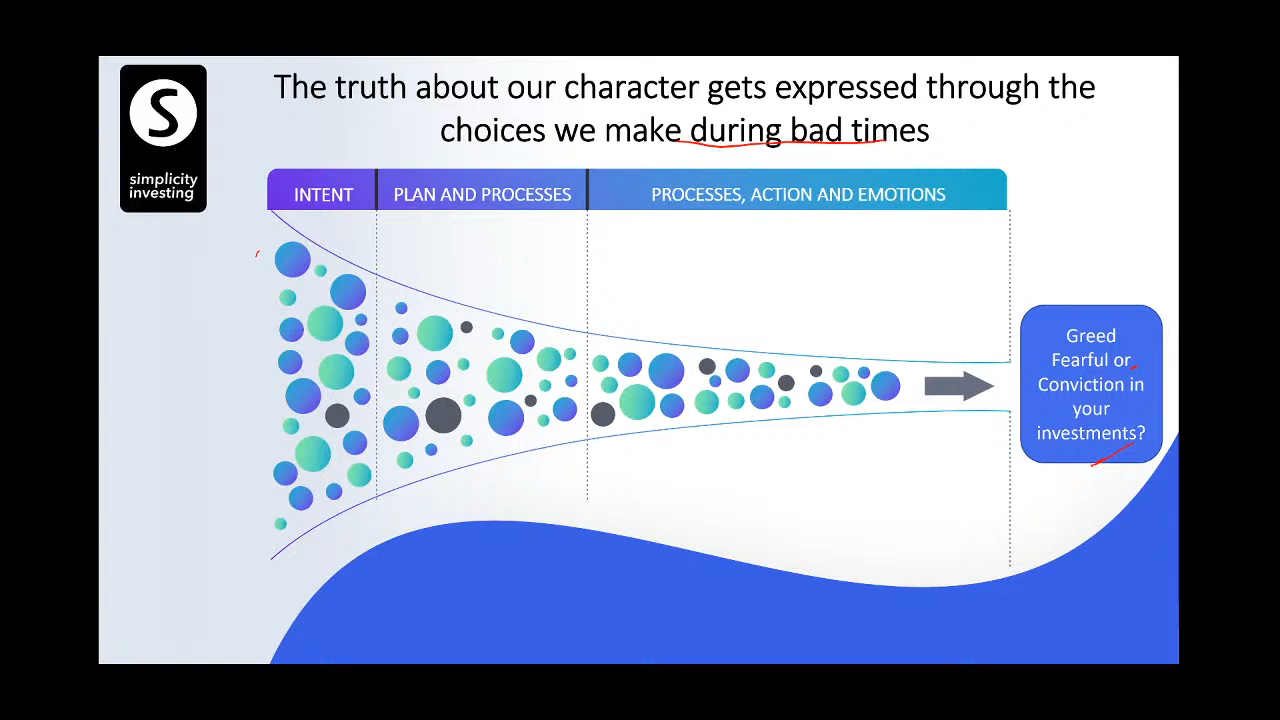 The truth about our character gets expressed through the
choices we make during bad times
S
simplicity
investing
INTENT
PLAN AND PROCESSES
PROCESSES, ACTION AND EMOTIONS
Greed
Fearful or
Conviction in
your
investments?